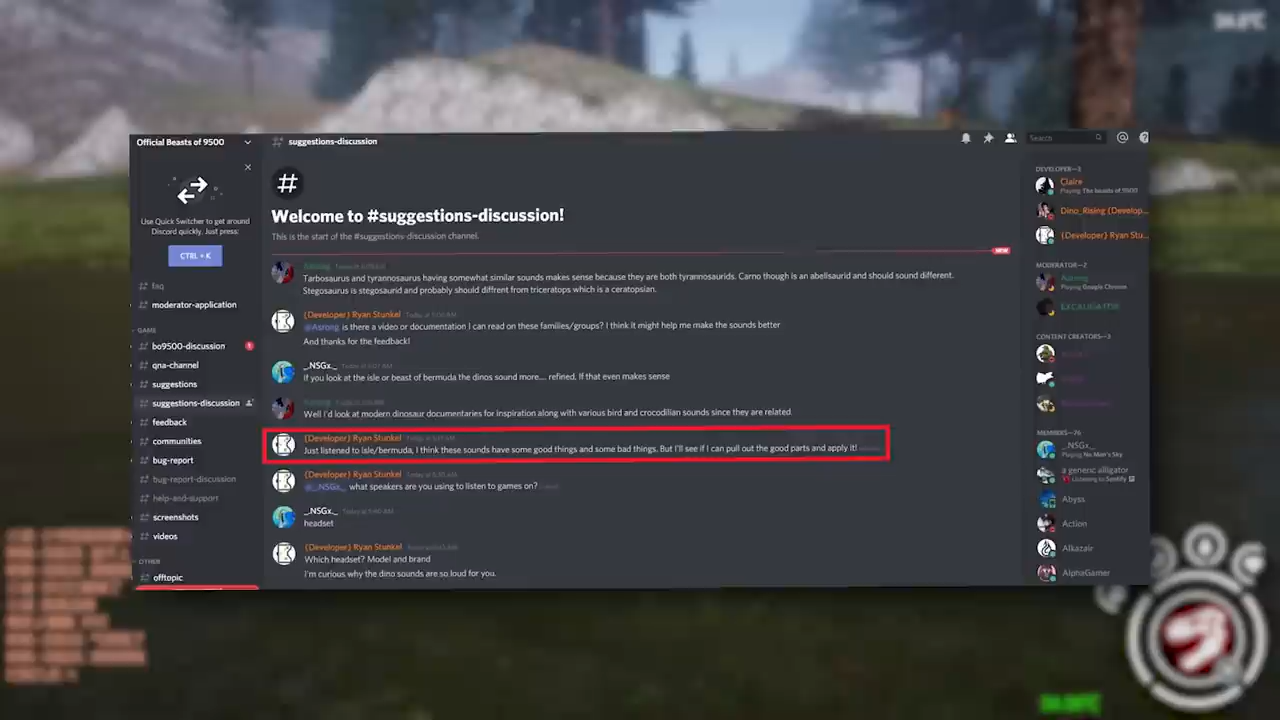 Official Beasts of 9500
# suggestions-discussion
Search
Use Quick Switcher to get around
Discord quickly. Just press:
CTRL + K
# faq
# moderator-application
GAME
# bo9500-discussion
# qna-channel
# suggestions
# suggestions-discussion
# feedback
# communities
# bug-report
# bug-report-discussion
# help-and-support
# screenshots
# videos
OTHER
# offtopic
#
Welcome to #suggestions-discussion!
This is the start of the #suggestions-discussion channel.
NEW
Asrong
Tarbosaurus and tyrannosaurus having somewhat similar sounds makes sense because they are both tyrannosaurids. Carno though is an abelisaurid and should sound different.
Stegosaurus is stegosaurid and probably should diffrent from triceratops which is a ceratopsian.
(Developer) Ryan Stunkel
@Asrong is there a video or documentation I can read on these families/groups? I think it might help me make the sounds better
And thanks for the feedback!
_.NSGx._
If you look at the isle or beast of bermuda the dinos sound more.... refined. If that even makes sense
Asrong
Well I'd look at modern dinosaur documentaries for inspiration along with various bird and crocodilian sounds since they are related.
(Developer) Ryan Stunkel
Just listened to isle/bermuda, I think these sounds have some good things and some bad things. But I'll see if I can pull out the good parts and apply it!
(Developer) Ryan Stunkel
@_.NSGx._ what speakers are you using to listen to games on?
_.NSGx._
headset
(Developer) Ryan Stunkel
Which headset? Model and brand
I'm curious why the dino sounds are so loud for you.
DEVELOPER—3
Claire
Playing The beasts of 9500
Dino_Rising (Develop...
(Developer) Ryan Stu...
MODERATOR—2
Asrong
Playing Google Chrome
EXCALIGATOR
CONTENT CREATORS—3
_.NSGx._
Playing No Man's Sky
a generic alligator
Listening to Spotify
Abyss
Action
Alkazair
AlphaGamer